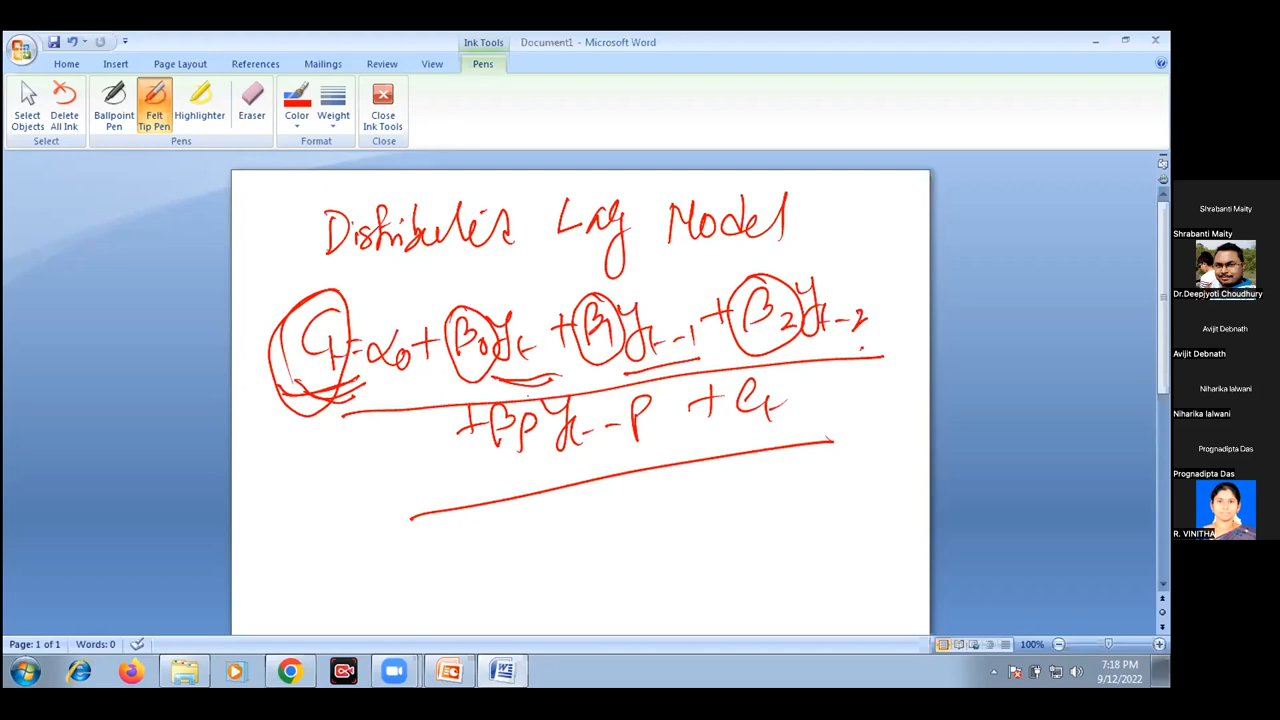 Ink Tools
Document1 - Microsoft Word
Home Insert Page Layout References Mailings Review View Pens
Select Objects
Delete All Ink
Ballpoint Pen
Felt Tip Pen
Highlighter
Eraser
Color
Weight
Close Ink Tools
Select
Pens
Format
Close
Distributed Lag Model
Ct = α0 + β0yt + β1yt-1 + β2yt-2
+ βpyt-p + et
Shrabanti Maity
Shrabanti Maity
Dr.Deepjyoti Choudhury
Avijit Debnath
Avijit Debnath
Niharika lalwani
Niharika lalwani
Prognadipta Das
Prognadipta Das
R. VINITHA
Page: 1 of 1 Words: 0
100%
7:18 PM
9/12/2022